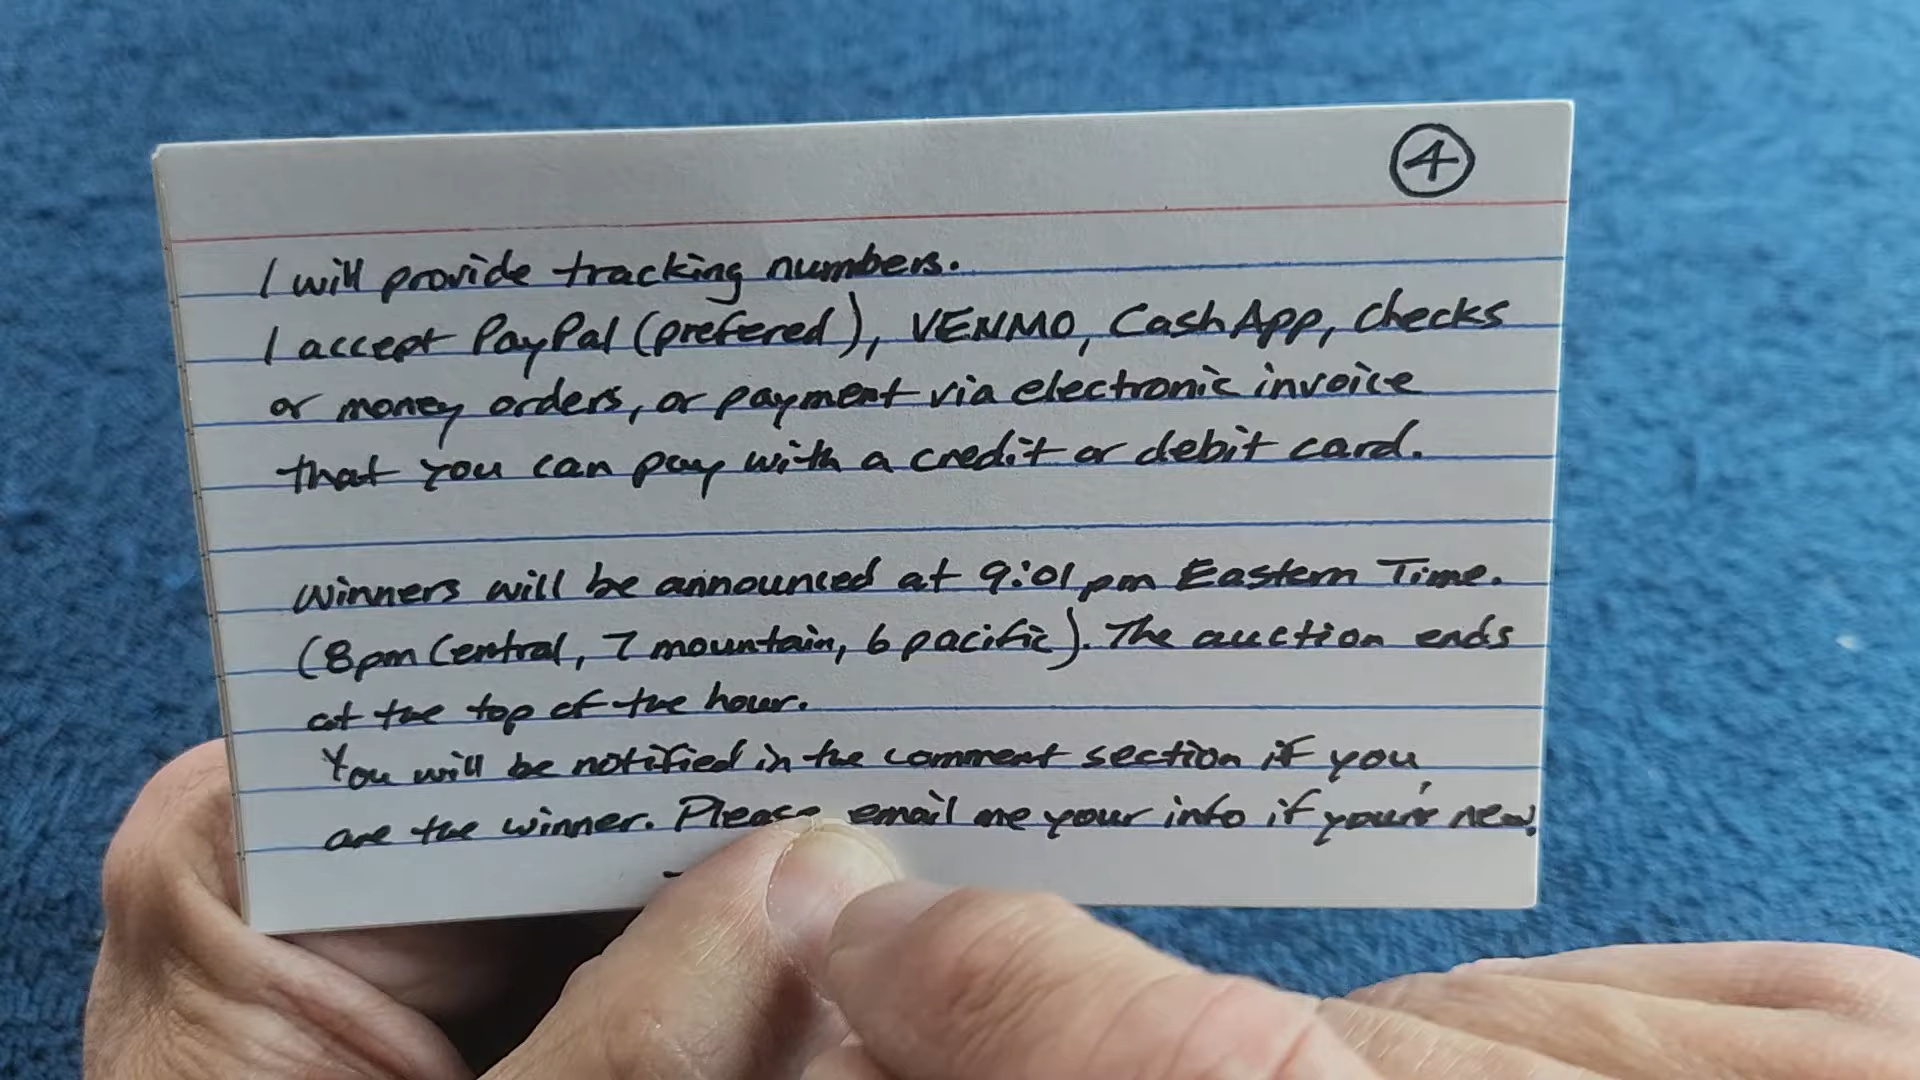 4
I will provide tracking numbers.
I accept PayPal (prefered), VENMO, Cash App, checks
or money orders, or payment via electronic invoice
that you can pay with a credit or debit card.
Winners will be announced at 9:01 pm Eastern Time.
(8pm Central, 7 mountain, 6 pacific). The auction ends
at the top of the hour.
You will be notified in the comment section if you
are the winner. Please email me your info if you're new.